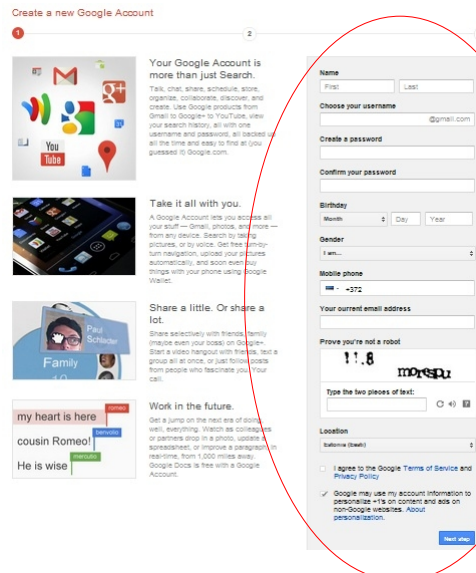 Create a new Google Account
1
2
Your Google Account is
more than just Search.
Talk, chat, share, schedule, store,
organize, collaborate, discover, and
create. Use Google products from
Gmail to Google+ to YouTube, view
your search history, all with one
username and password, all backed up
all the time and easy to find at (you
guessed it) Google.com.
You
Tube
Take it all with you.
A Google Account lets you access all
your stuff — Gmail, photos, and more —
from any device. Search by taking
pictures, or by voice. Get free turn-by-
turn navigation, upload your pictures
automatically, and soon even buy
things with your phone using Google
Wallet.
Paul
Schlader
Family
Share a little. Or share a
lot.
Share selectively with friends, family
(maybe even your boss) on Google+.
Start a video hangout with friends, text a
group all at once, or just follow posts
from people who fascinate you. Your
call.
my heart is here
romeo
cousin Romeo!
benvolio
He is wise
mercutio
Work in the future.
Get a jump on the next era of doing
well, everything. Watch as colleagues
or partners drop in a photo, update a
spreadsheet, or improve a paragraph in
real-time, from 1,000 miles away.
Google Docs is free with a Google
Account.
Name
First
Last
Choose your username
@gmail.com
Create a password
Confirm your password
Birthday
Month
Day
Year
Gender
I am...
Mobile phone
+372
Your current email address
Prove you're not a robot
Type the two pieces of text:
Location
I agree to the Google Terms of Service and
Privacy Policy
Google may use my account information to
personalize +1's on content and ads on
non-Google websites. About
personalization.
Next step